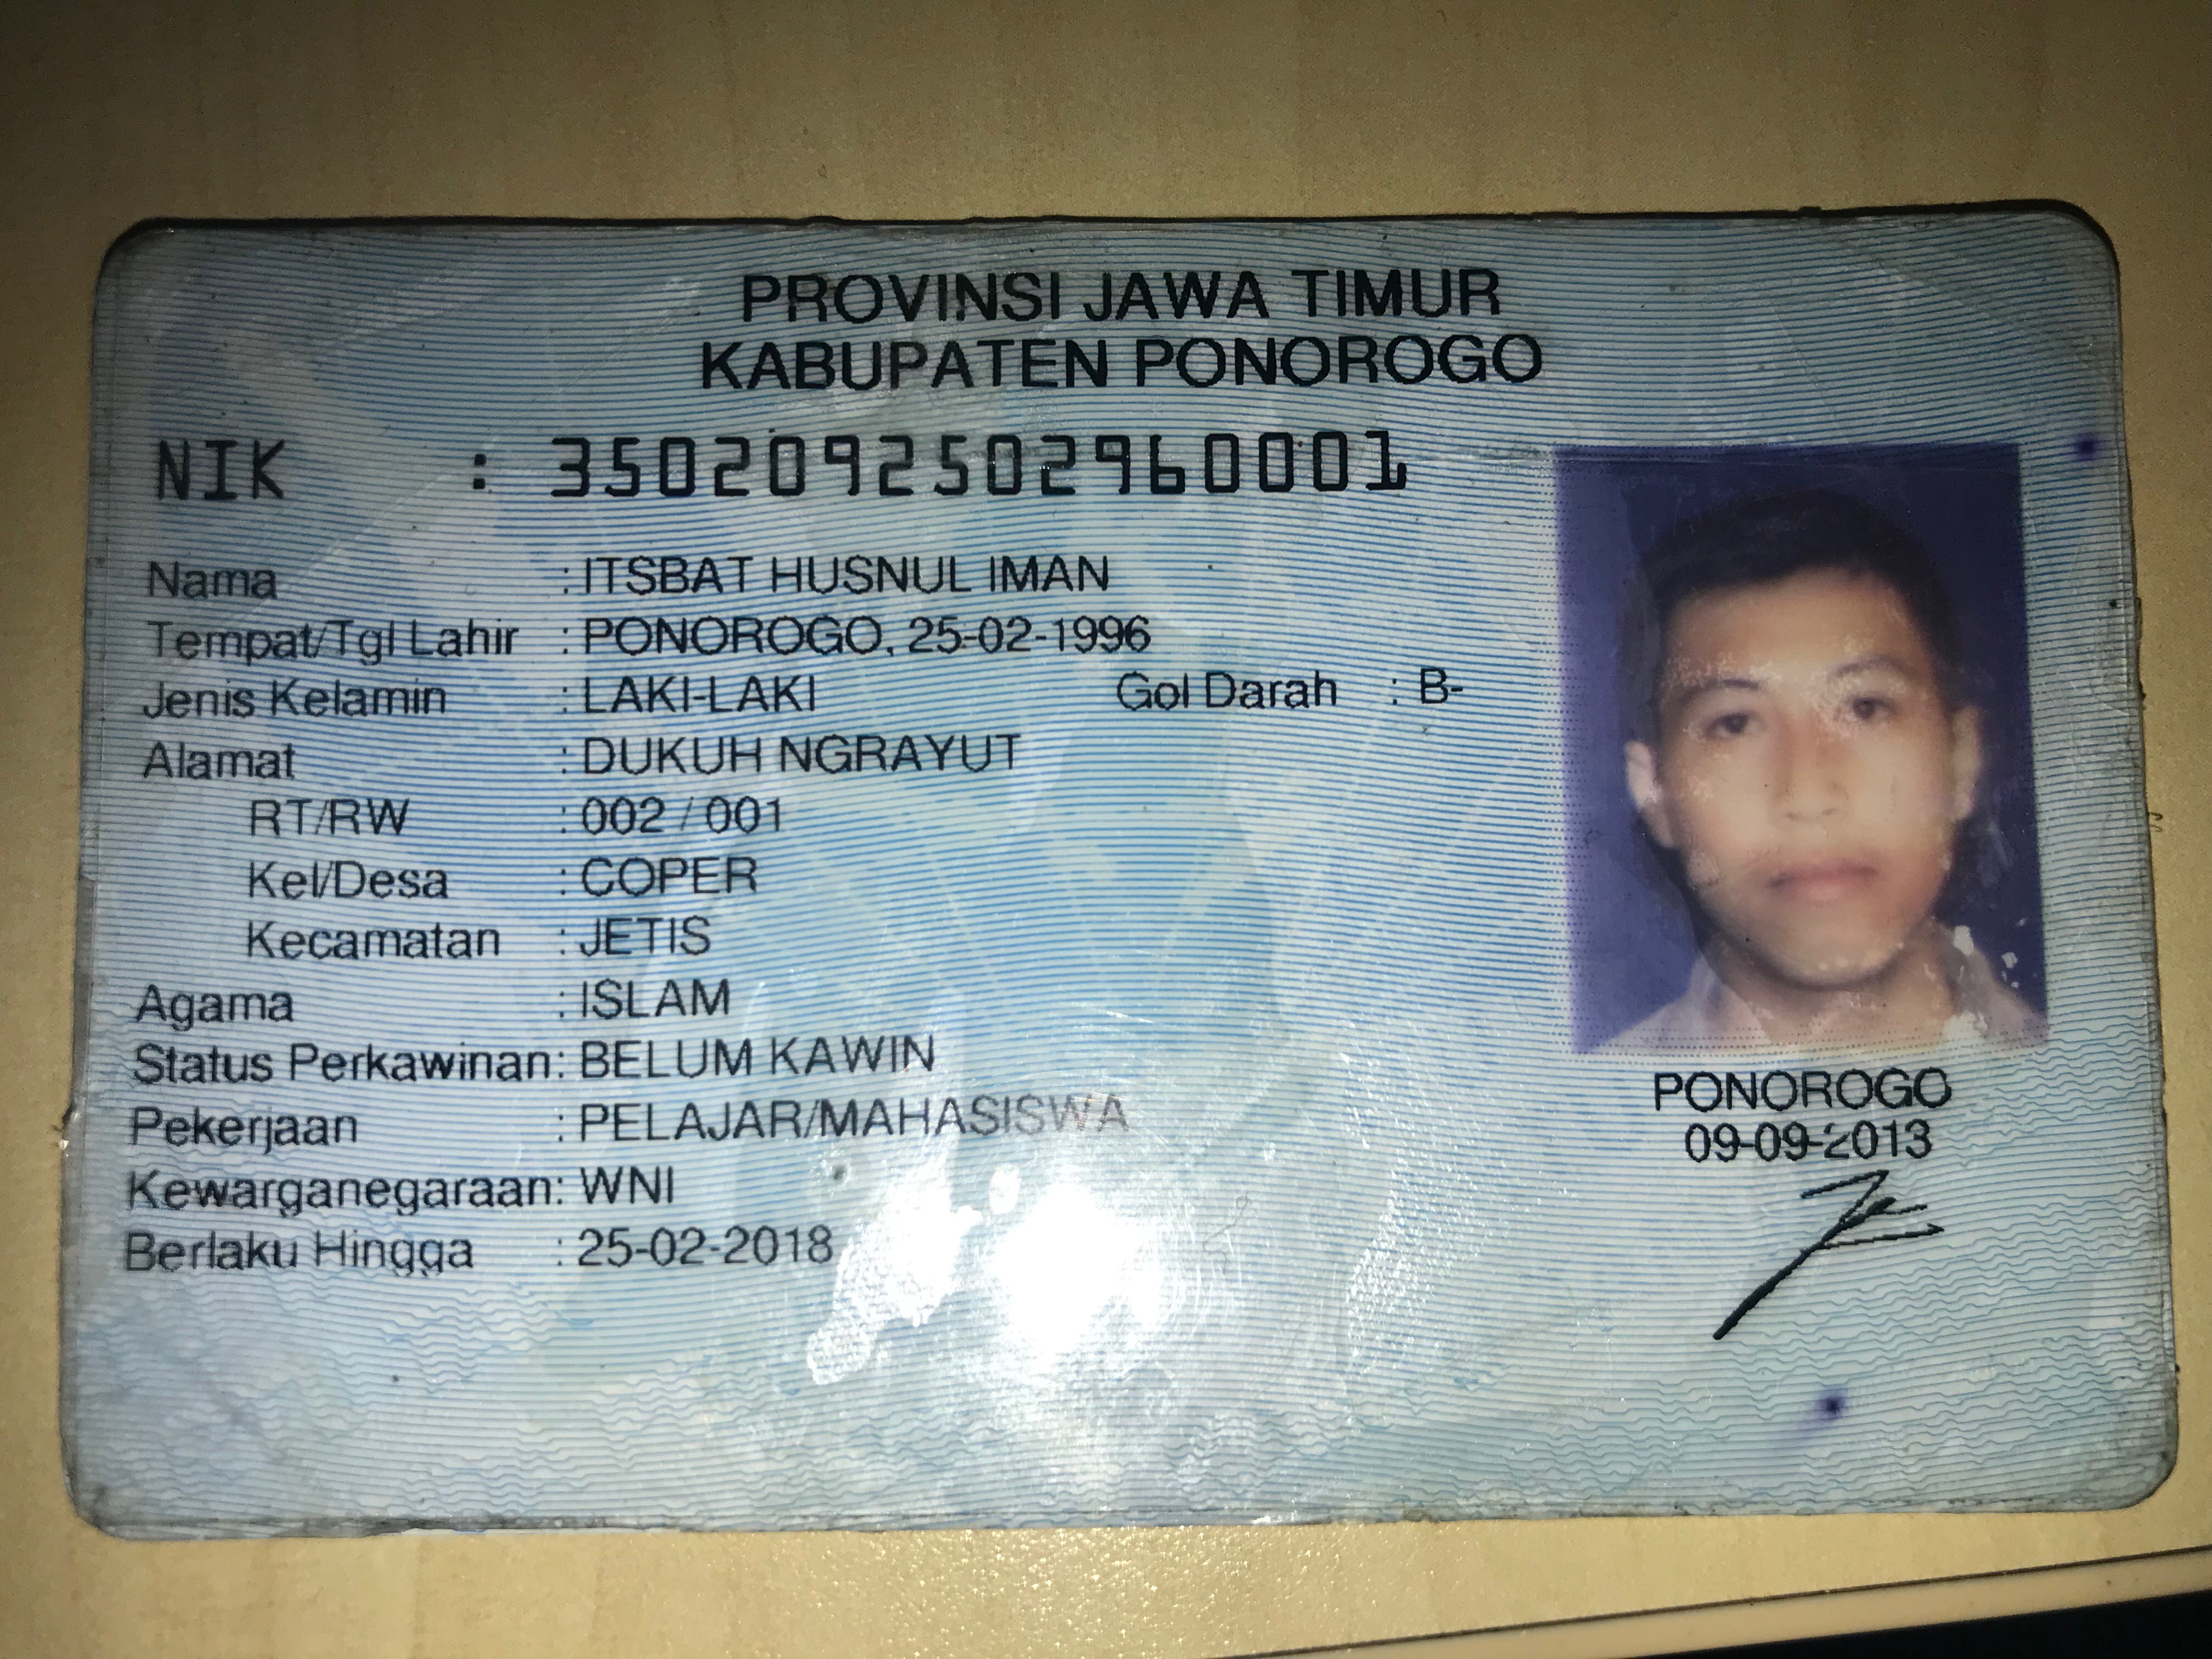 PROVINSI JAWA TIMUR
KABUPATEN PONOROGO
NIK : 3502092502960001
Nama : ITSBAT HUSNUL IMAN
Tempat/Tgl Lahir : PONOROGO, 25-02-1996
Jenis Kelamin : LAKI-LAKI Gol Darah : B-
Alamat : DUKUH NGRAYUT
RT/RW : 002 / 001
Kel/Desa : COPER
Kecamatan : JETIS
Agama : ISLAM
Status Perkawinan: BELUM KAWIN
Pekerjaan : PELAJAR/MAHASISWA
Kewarganegaraan: WNI
Berlaku Hingga : 25-02-2018
PONOROGO
09-09-2013